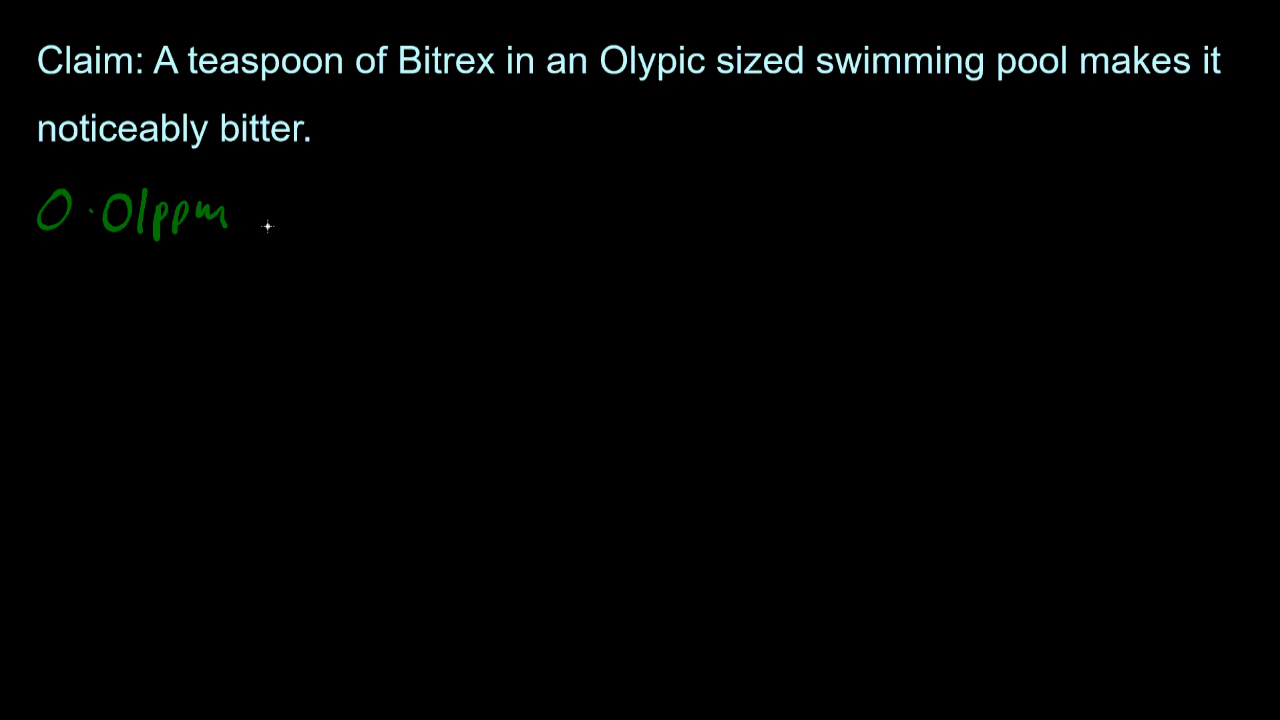 Claim: A teaspoon of Bitrex in an Olypic sized swimming pool makes it
noticeably bitter.
0.01ppm